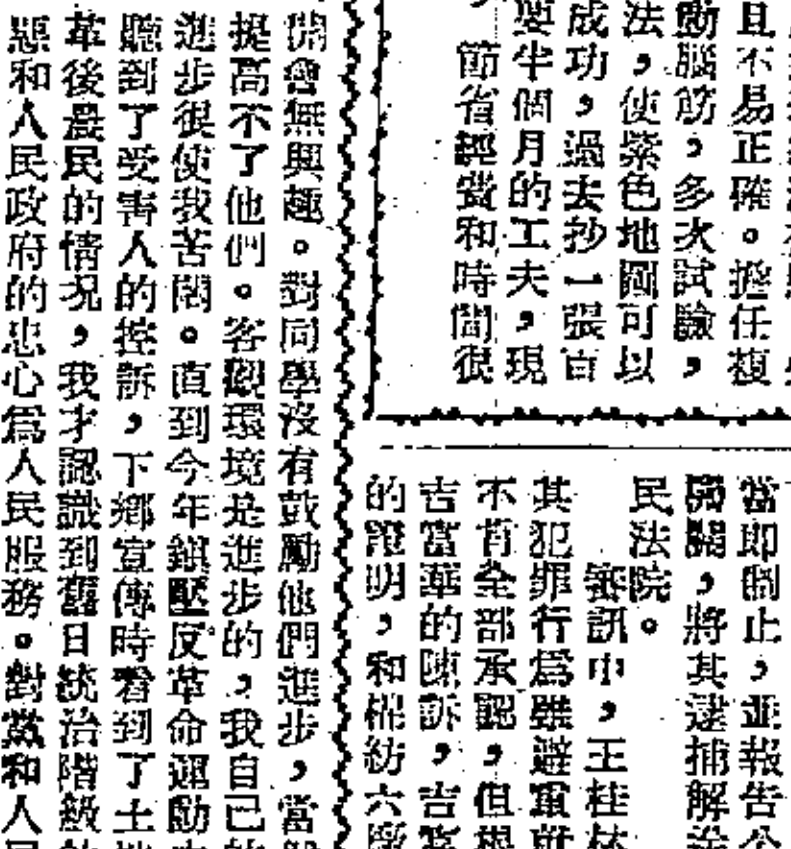 且不易正確。擔任複
動腦筋,多次試驗,
法,使紫色地圖可以
成功,過去抄一張百
要半個月的工夫,現
節省經費和時間很
當即制止,並報告公
關,將其逮捕解送
民法院。
審訊中,王桂林
其犯罪行為雖避重就
不肯全部承認,但根
吉富華的陳訴,吉富
的證明,和棉紡六廠
開會無興趣。對同學沒有鼓勵他們進步,當
提高不了他們。客觀環境是進步的,我自己
進步很使我苦悶。直到今年鎮壓反革命運動
聽到了受害人的控訴,下鄉宣傳時看到了土地
革後農民的情況,我才認識到舊日統治階級的
惡和人民政府的忠心為人民服務。對黨和人民